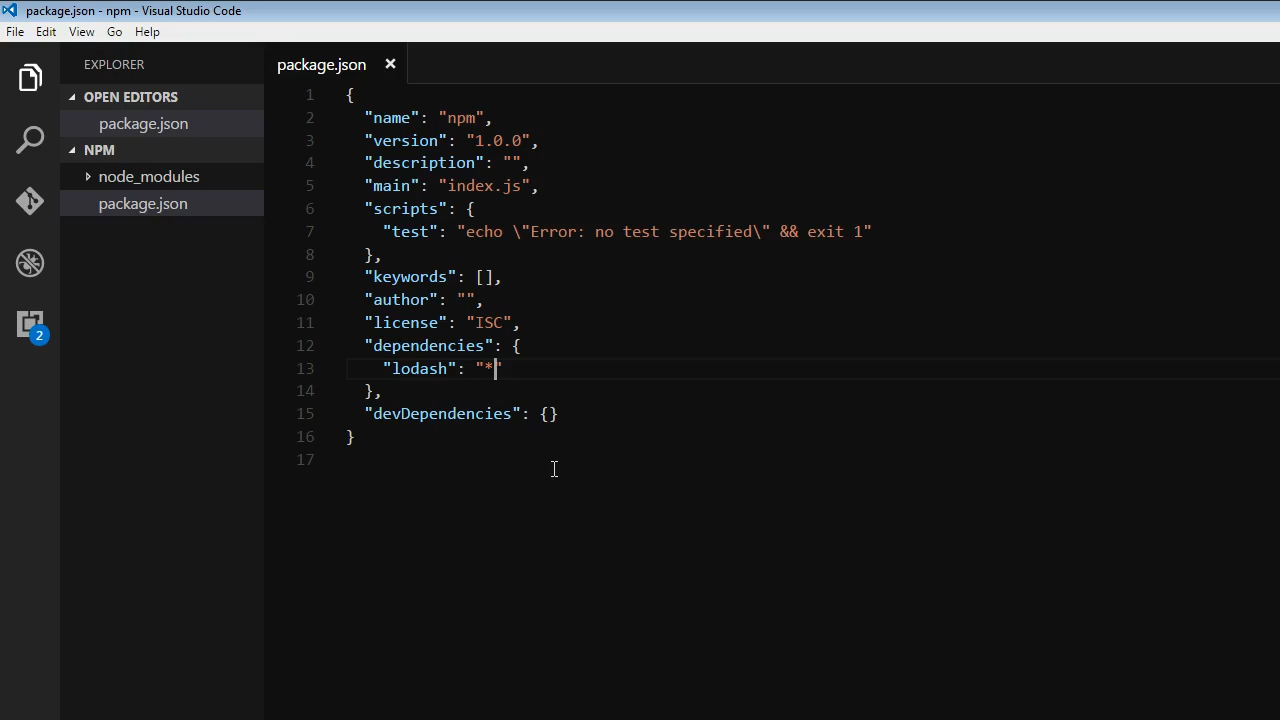 package.json - npm - Visual Studio Code
File Edit View Go Help
EXPLORER
OPEN EDITORS
package.json
NPM
node_modules
package.json
2
package.json ×
1 {
2 "name": "npm",
3 "version": "1.0.0",
4 "description": "",
5 "main": "index.js",
6 "scripts": {
7 "test": "echo \"Error: no test specified\" && exit 1"
8 },
9 "keywords": [],
10 "author": "",
11 "license": "ISC",
12 "dependencies": {
13 "lodash": "*"
14 },
15 "devDependencies": {}
16 }
17